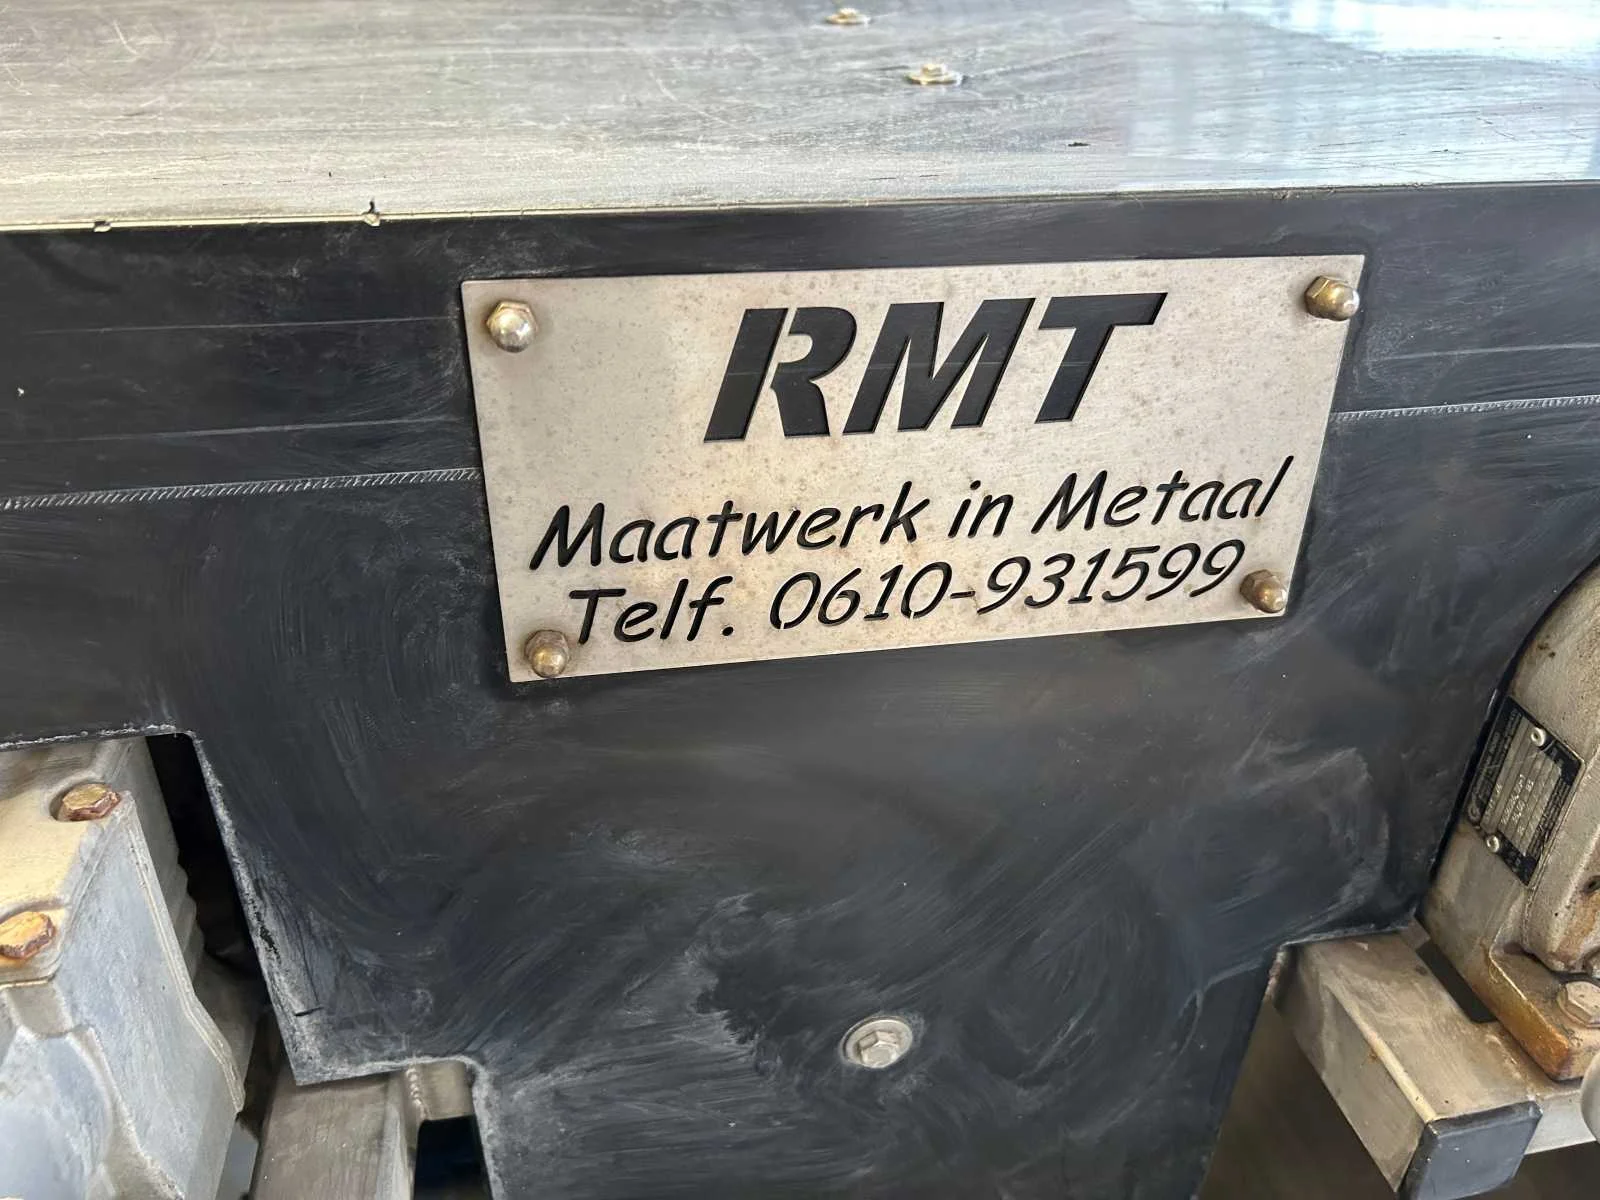 RMT
Maatwerk in Metaal
Telf. 0610-931599